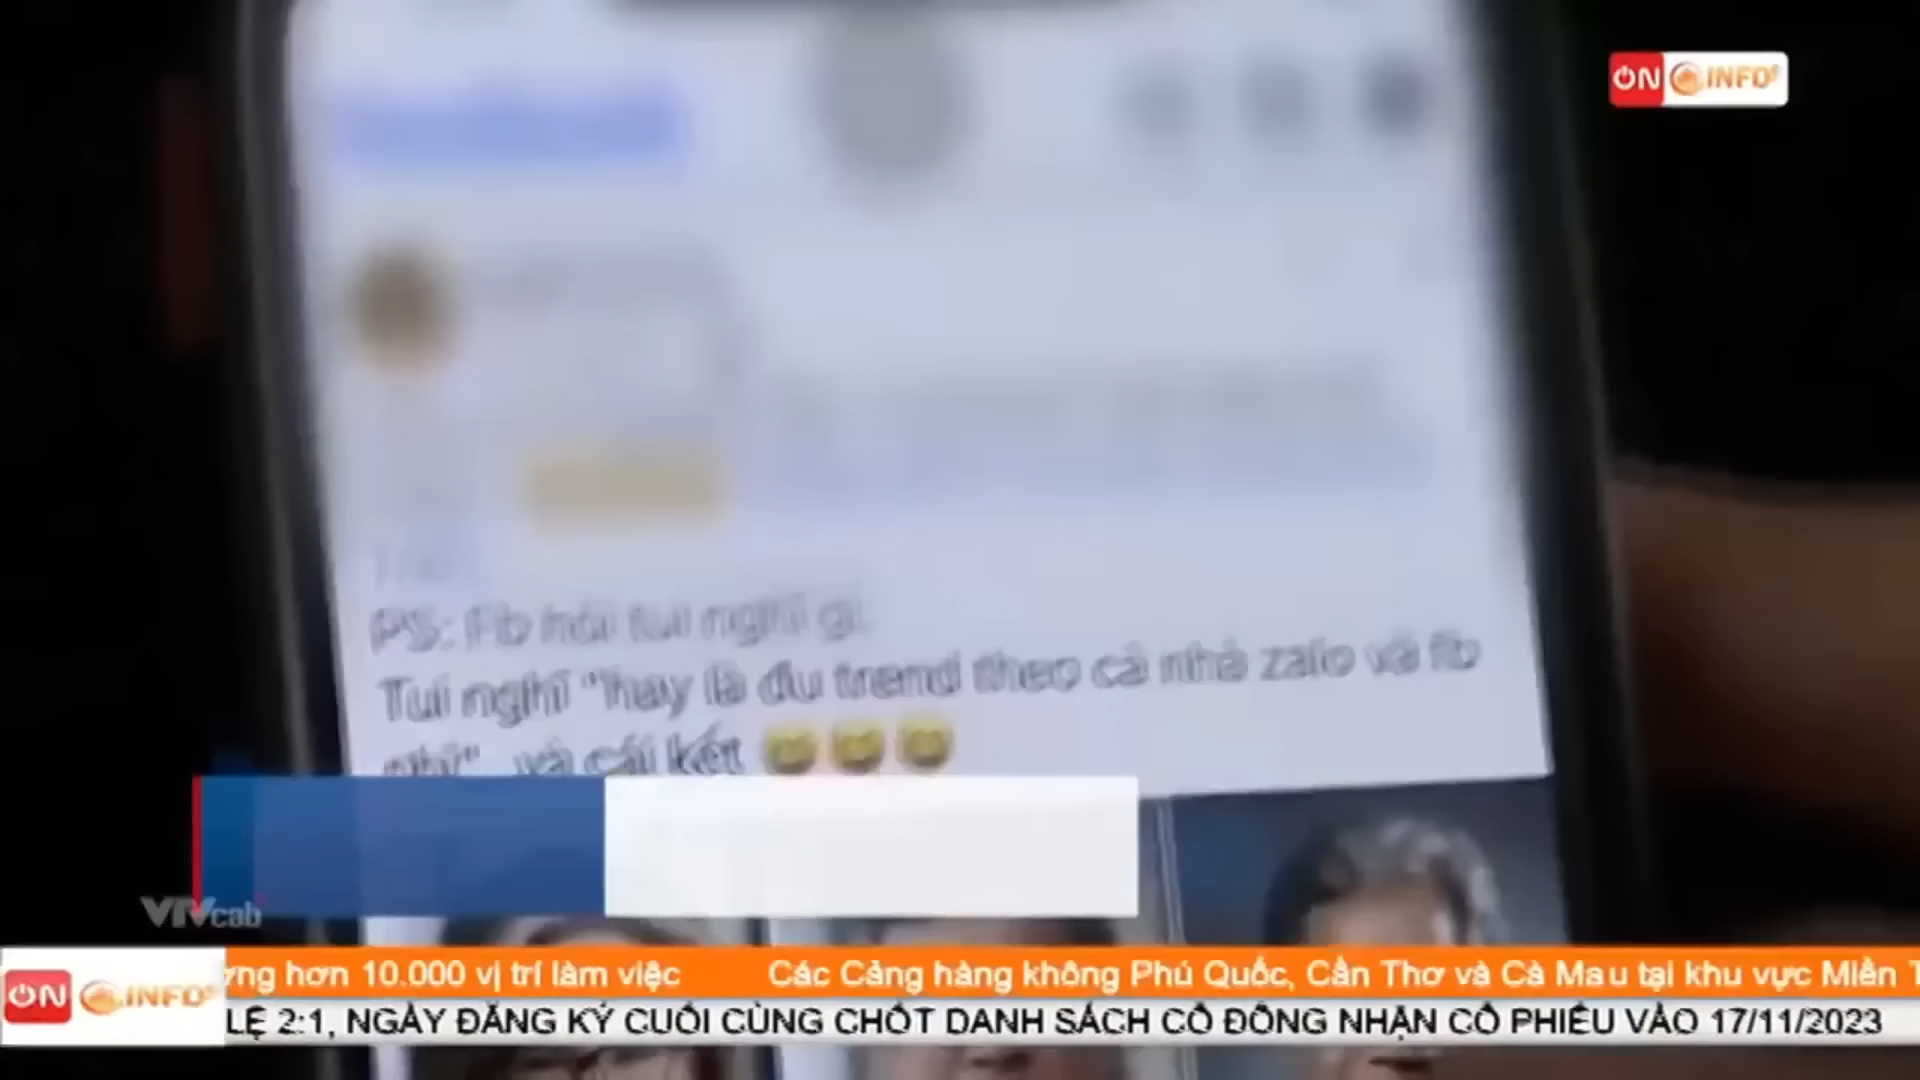 ON INFO
PS: Fb hỏi tui nghĩ gì.
Tui nghĩ "hay là đu trend theo cả nhà zalo và fb
nhỉ"...và cái kết 😅😅😅
VTVcab
ON INFO
hơn 10.000 vị trí làm việc Các Cảng hàng không Phú Quốc, Cần Thơ và Cà Mau tại khu vực Miền
LỆ 2:1, NGÀY ĐĂNG KÝ CUỐI CÙNG CHỐT DANH SÁCH CỔ ĐÔNG NHẬN CỔ PHIẾU VÀO 17/11/2023